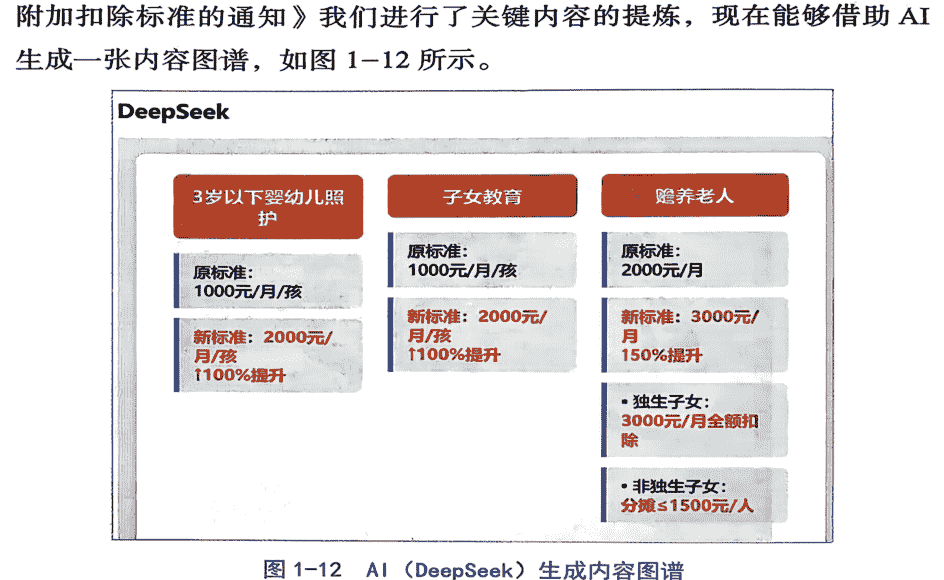 附加扣除标准的通知》我们进行了关键内容的提炼，现在能够借助 AI
生成一张内容图谱，如图 1-12 所示。
DeepSeek
3岁以下婴幼儿照
护
原标准：
1000元/月/孩
新标准：2000元/
月/孩
↑100%提升
子女教育
原标准：
1000元/月/孩
新标准：2000元/
月/孩
↑100%提升
赡养老人
原标准：
2000元/月
新标准：3000元/
月
↑50%提升
• 独生子女：
3000元/月全额扣
除
• 非独生子女：
分摊≤1500元/人
图 1-12 AI（DeepSeek）生成内容图谱